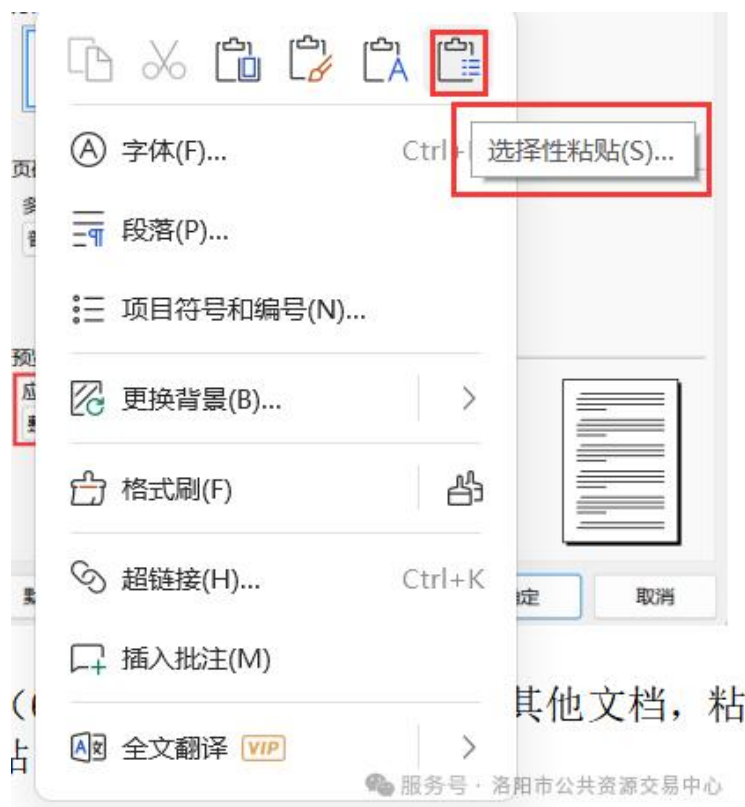 字体(F)...
Ctrl+
选择性粘贴(S)...
段落(P)...
项目符号和编号(N)...
更换背景(B)...
格式刷(F)
超链接(H)... Ctrl+K
定
取消
插入批注(M)
其他文档，粘
全文翻译 VIP
服务号 · 洛阳市公共资源交易中心